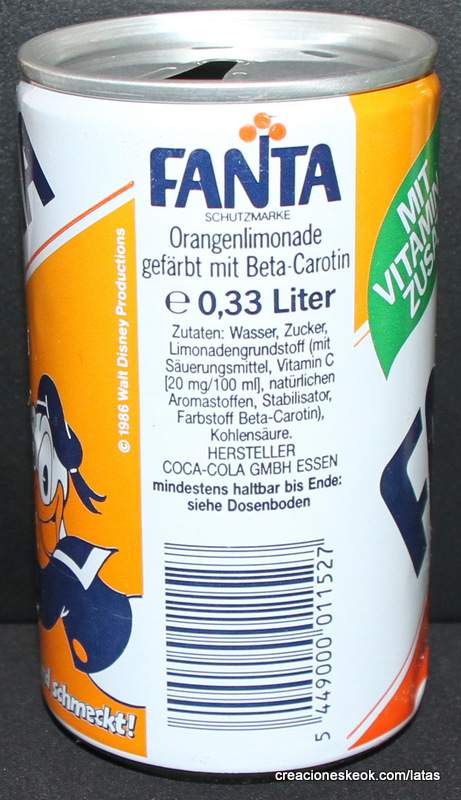 FANTA
SCHUTZMARKE
Orangenlimonade
gefärbt mit Beta-Carotin
℮ 0,33 Liter
Zutaten: Wasser, Zucker,
Limonadengrundstoff (mit
Säuerungsmittel, Vitamin C
[20 mg/100 ml], natürlichen
Aromastoffen, Stabilisator,
Farbstoff Beta-Carotin),
Kohlensäure.
HERSTELLER
COCA-COLA GMBH ESSEN
mindestens haltbar bis Ende:
siehe Dosenboden
5 449000 011527
© 1986 Walt Disney Productions
schmeckt!
MIT
creacioneskeok.com/latas